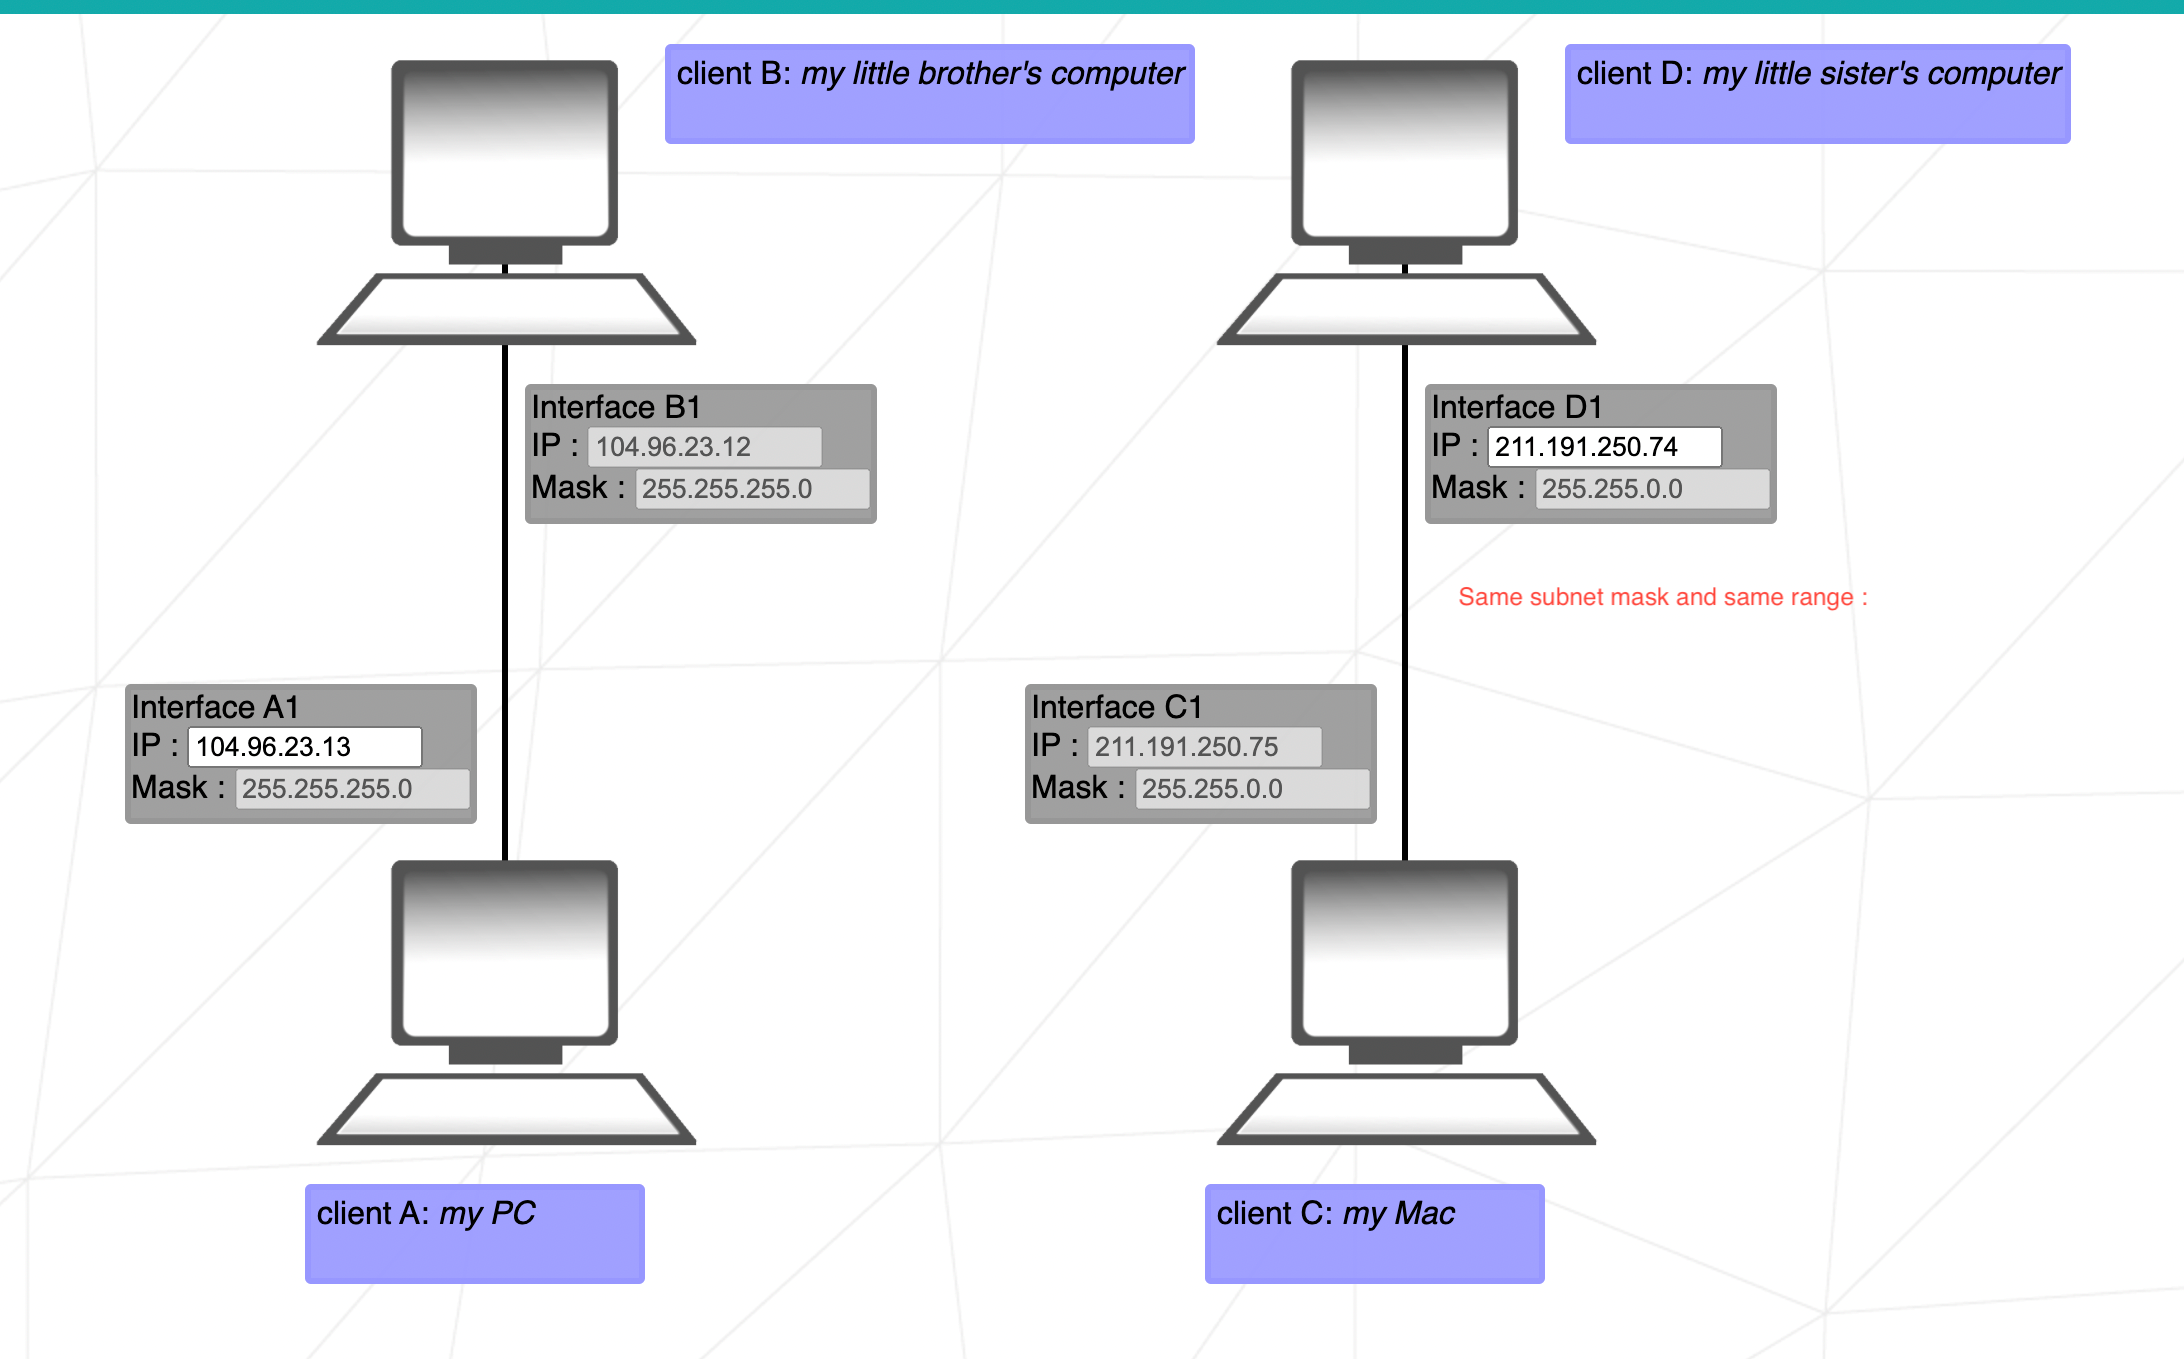 client B: my little brother's computer
client D: my little sister's computer
Interface B1
IP : 104.96.23.12
Mask : 255.255.255.0
Interface D1
IP : 211.191.250.74
Mask : 255.255.0.0
Same subnet mask and same range :
Interface A1
IP : 104.96.23.13
Mask : 255.255.255.0
Interface C1
IP : 211.191.250.75
Mask : 255.255.0.0
client A: my PC
client C: my Mac